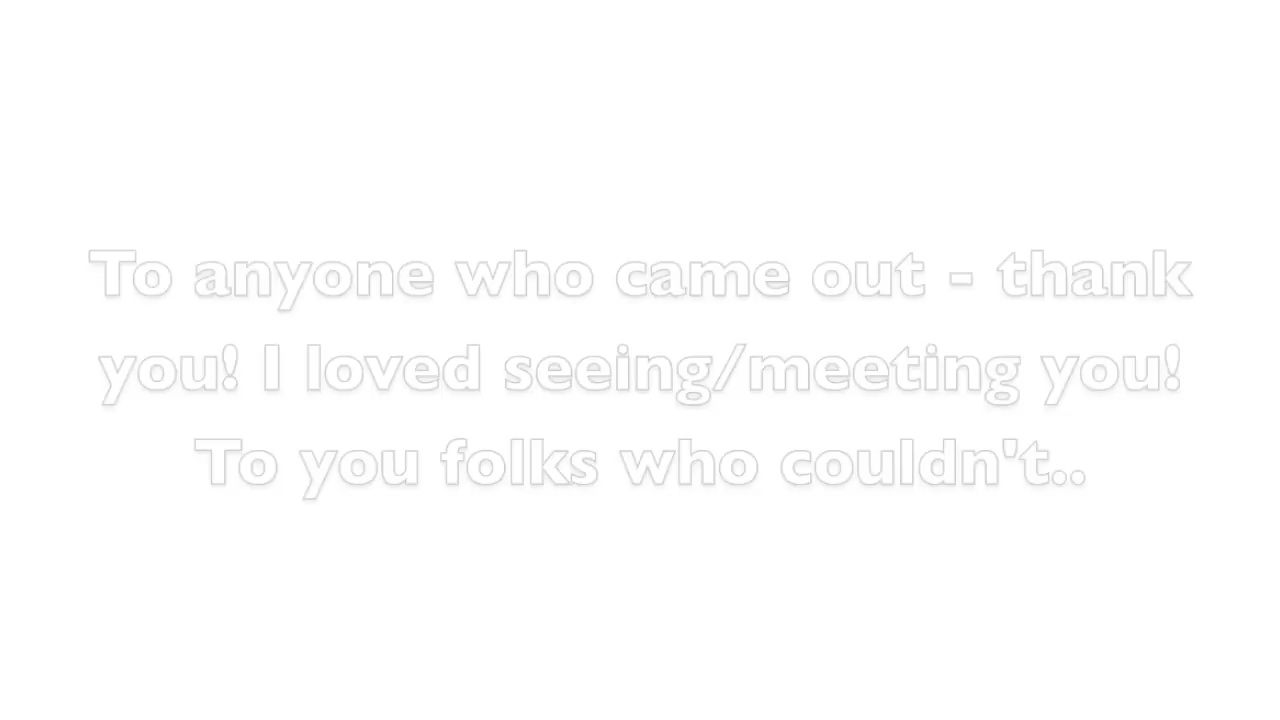 To anyone who came out - thank
you! I loved seeing/meeting you!
To you folks who couldn't..